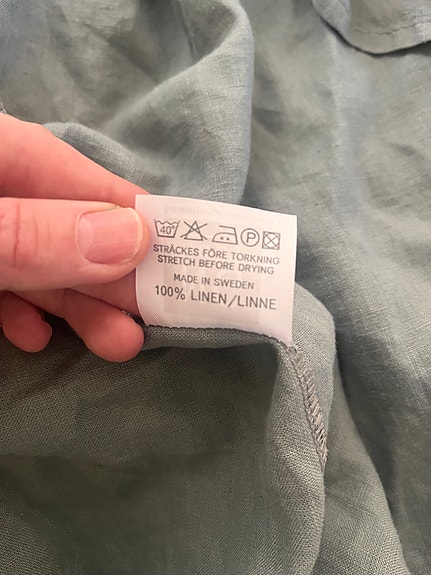 40°
P
STRÄCKES FÖRE TORKNING
STRETCH BEFORE DRYING
MADE IN SWEDEN
100% LINEN/LINNE